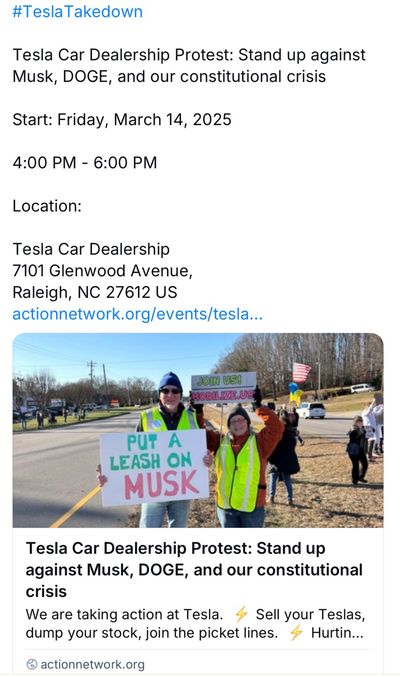 #TeslaTakedown
Tesla Car Dealership Protest: Stand up against
Musk, DOGE, and our constitutional crisis
Start: Friday, March 14, 2025
4:00 PM - 6:00 PM
Location:
Tesla Car Dealership
7101 Glenwood Avenue,
Raleigh, NC 27612 US
actionnetwork.org/events/tesla...
JOIN US!
MOBILIZE.US
PUT A
LEASH ON
MUSK
Tesla Car Dealership Protest: Stand up
against Musk, DOGE, and our constitutional
crisis
We are taking action at Tesla. ⚡ Sell your Teslas,
dump your stock, join the picket lines. ⚡ Hurtin...
actionnetwork.org